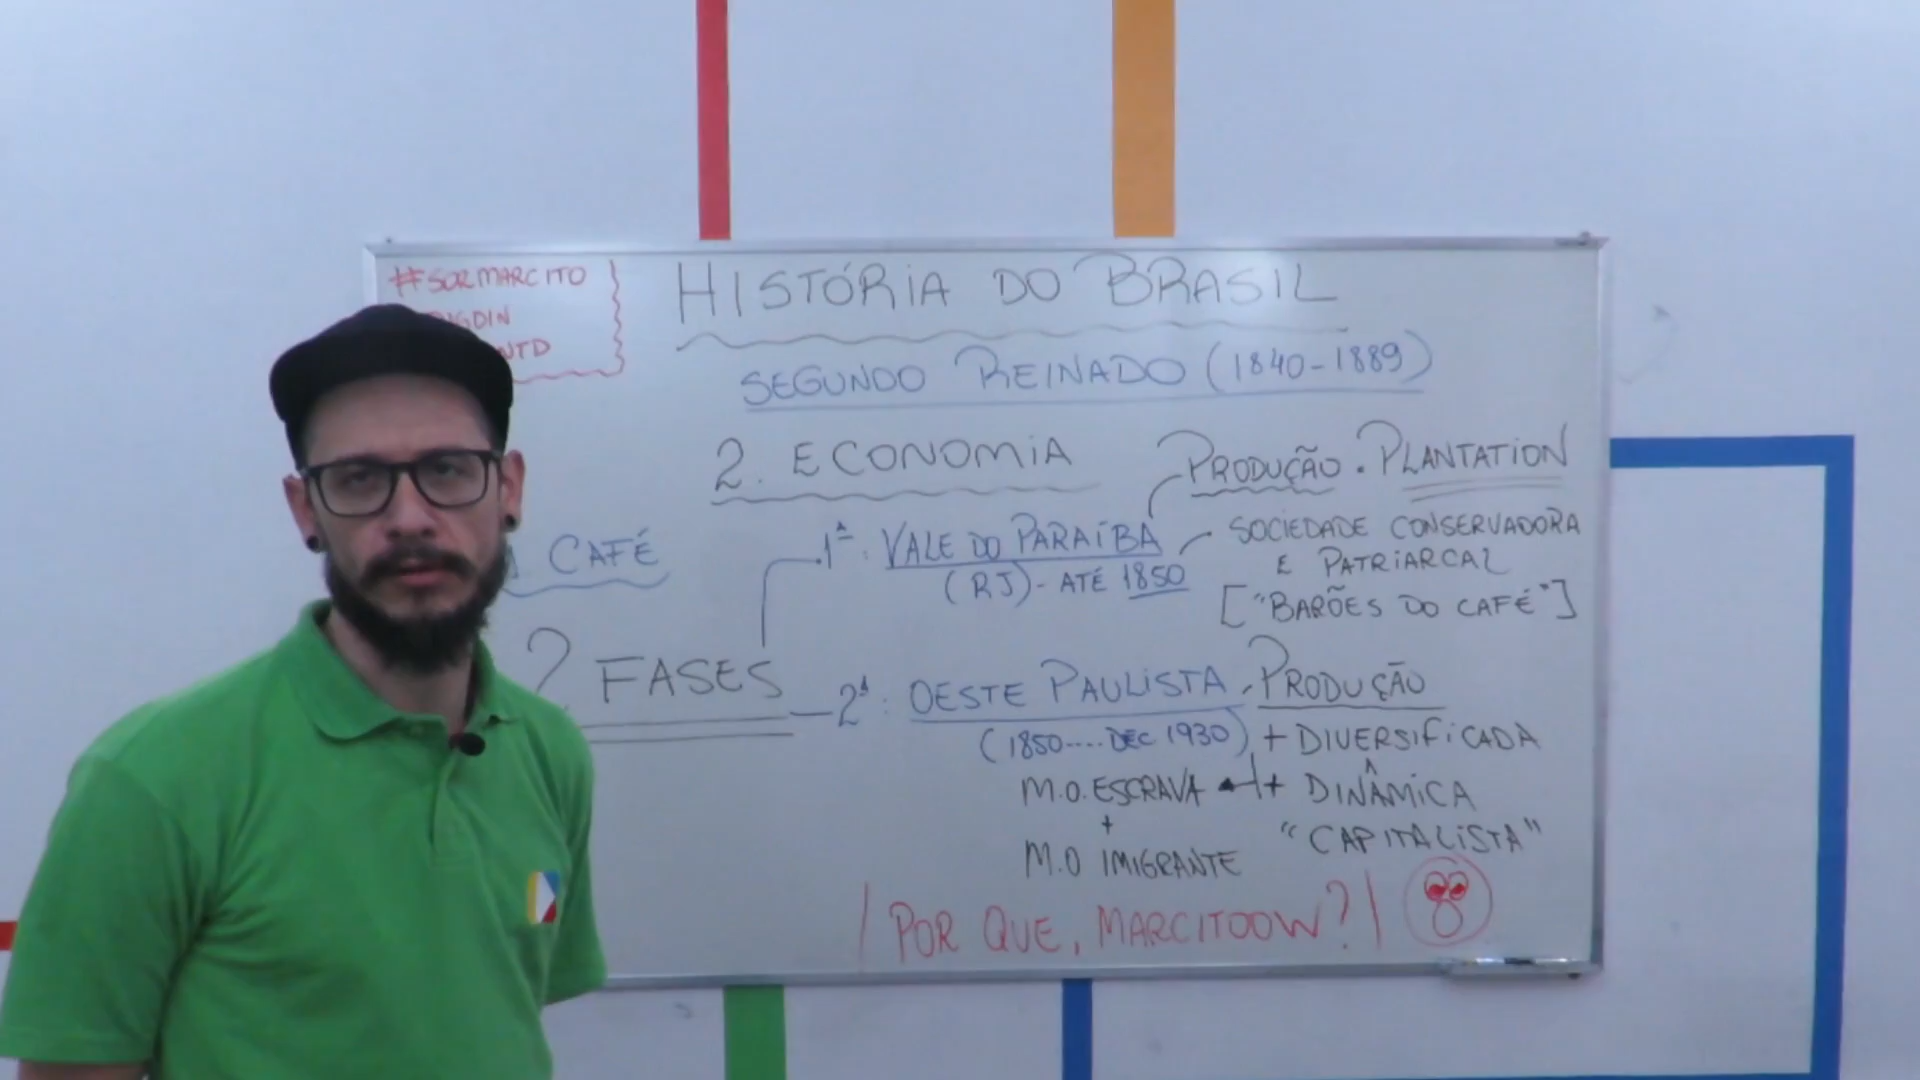 #SORMARCITO
HISTÓRIA DO BRASIL
SEGUNDO REINADO (1840-1889)
2. ECONOMIA
PRODUÇÃO. PLANTATION
CAFÉ
1ª: VALE DO PARAÍBA
(RJ) - ATÉ 1850
SOCIEDADE CONSERVADORA
E PATRIARCAL
["BARÕES DO CAFÉ"]
2 FASES
2ª: OESTE PAULISTA
(1850....DÉC 1930)
PRODUÇÃO
+ DIVERSIFICADA
+ DINÂMICA
"CAPITALISTA"
M.O. ESCRAVA
+
M.O IMIGRANTE
POR QUE, MARCITOOW?